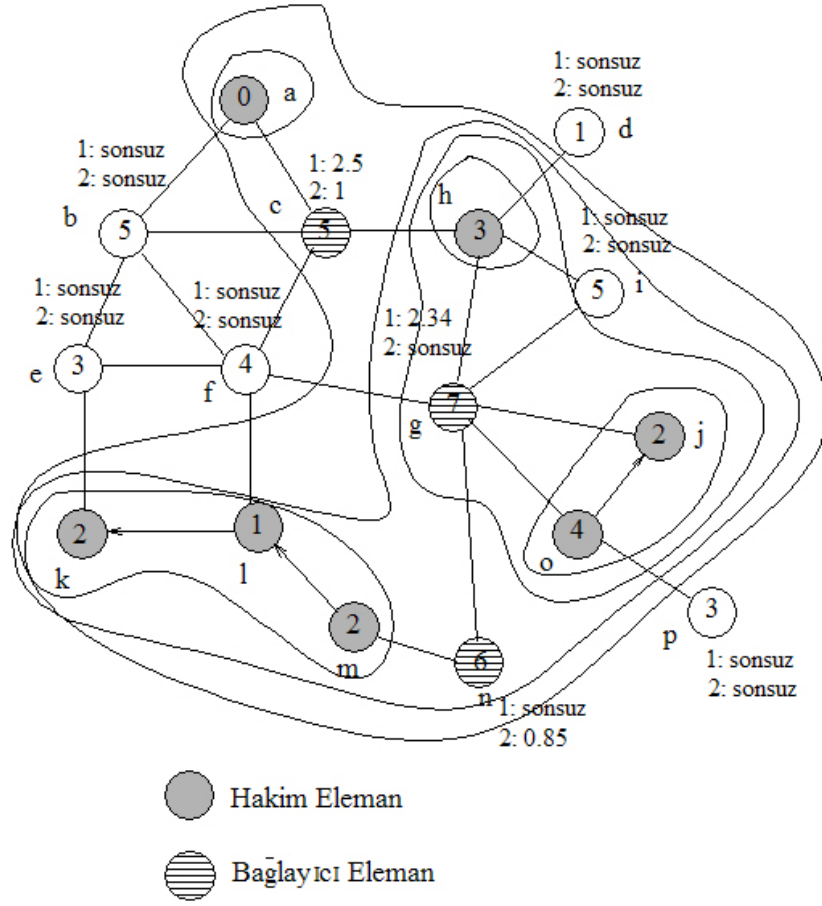 1: sonsuz
2: sonsuz
0
a
1
d
1: sonsuz
2: sonsuz
1: 2.5
2: 1
h
c
b
5
5
3
1: sonsuz
2: sonsuz
5
i
1: sonsuz
2: sonsuz
1: sonsuz
2: sonsuz
1: 2.34
2: sonsuz
3
e
4
f
7
g
2
j
2
k
1
l
4
o
2
m
3
p
6
n
1: sonsuz
2: sonsuz
1: sonsuz
2: 0.85
Hakim Eleman
Bağlayıcı Eleman